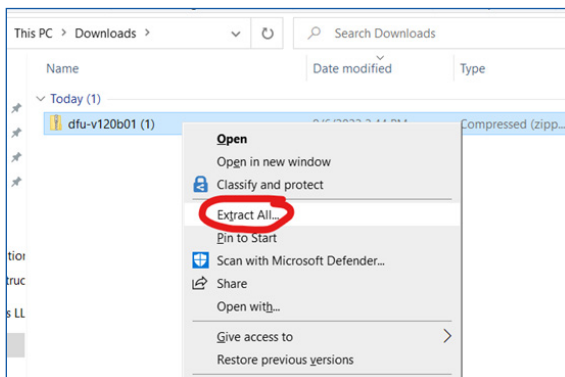 This PC > Downloads >
Search Downloads
Name Date modified Type
Today (1)
dfu-v120b01 (1) Compressed (zipp...
Open
Open in new window
Classify and protect
Extract All...
Pin to Start
Scan with Microsoft Defender...
Share
Open with...
Give access to
Restore previous versions